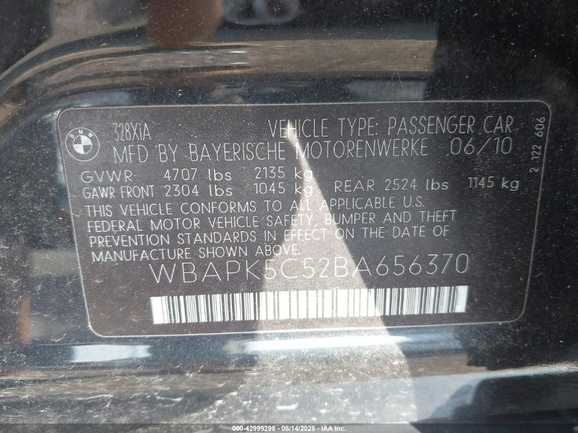 BMW
328XiA
VEHICLE TYPE: PASSENGER CAR
MFD BY BAYERISCHE MOTORENWERKE 06/10
GVWR 4707 lbs 2135 kg
GAWR FRONT 2304 lbs 1045 kg REAR 2524 lbs 1145 kg
THIS VEHICLE CONFORMS TO ALL APPLICABLE U.S.
FEDERAL MOTOR VEHICLE SAFETY, BUMPER AND THEFT
PREVENTION STANDARDS IN EFFECT ON THE DATE OF
MANUFACTURE SHOWN ABOVE.
WBAPK5C52BA656370
2 122 606
000-42999298 - 08/14/2025 - IAA, Inc.